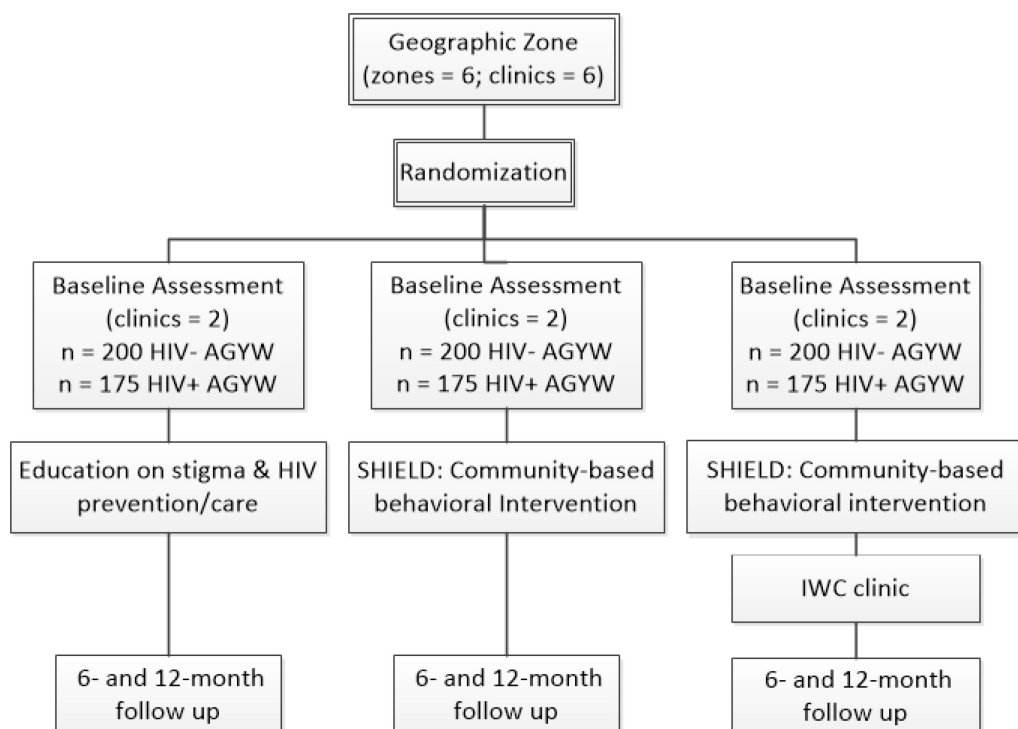 Geographic Zone
(zones = 6; clinics = 6)
Randomization
Baseline Assessment
(clinics = 2)
n = 200 HIV- AGYW
n = 175 HIV+ AGYW
Baseline Assessment
(clinics = 2)
n = 200 HIV- AGYW
n = 175 HIV+ AGYW
Baseline Assessment
(clinics = 2)
n = 200 HIV- AGYW
n = 175 HIV+ AGYW
Education on stigma & HIV
prevention/care
SHIELD: Community-based
behavioral Intervention
SHIELD: Community-based
behavioral intervention
IWC clinic
6- and 12-month
follow up
6- and 12-month
follow up
6- and 12-month
follow up